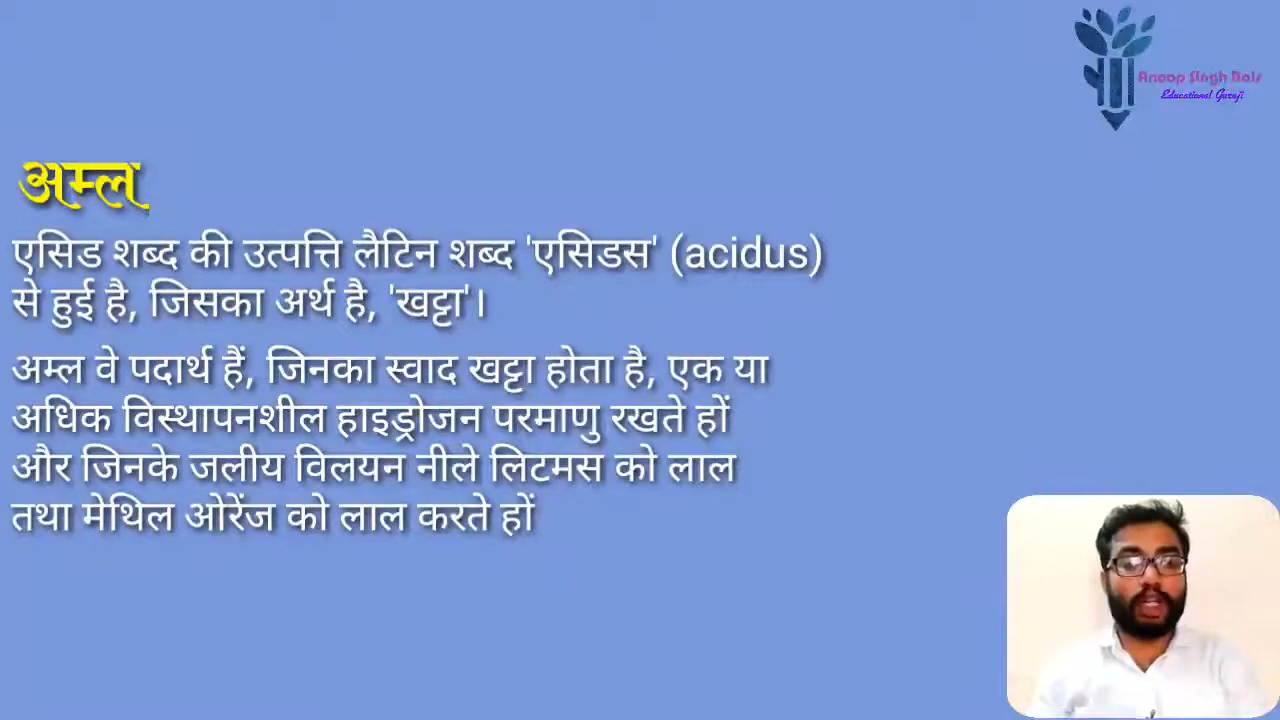 Anoop Singh Bais
Educational Guruji
अम्ल
एसिड शब्द की उत्पत्ति लैटिन शब्द 'एसिडस' (acidus)
से हुई है, जिसका अर्थ है, 'खट्टा'।
अम्ल वे पदार्थ हैं, जिनका स्वाद खट्टा होता है, एक या
अधिक विस्थापनशील हाइड्रोजन परमाणु रखते हों
और जिनके जलीय विलयन नीले लिटमस को लाल
तथा मेथिल ओरेंज को लाल करते हों